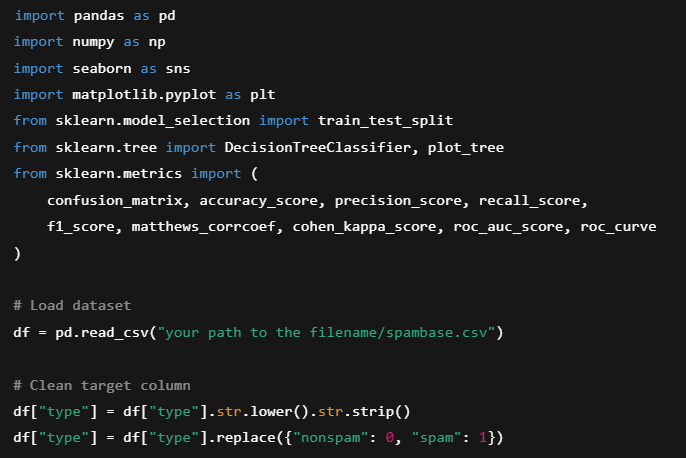 import pandas as pd
import numpy as np
import seaborn as sns
import matplotlib.pyplot as plt
from sklearn.model_selection import train_test_split
from sklearn.tree import DecisionTreeClassifier, plot_tree
from sklearn.metrics import (
    confusion_matrix, accuracy_score, precision_score, recall_score,
    f1_score, matthews_corrcoef, cohen_kappa_score, roc_auc_score, roc_curve
)

# Load dataset
df = pd.read_csv("your path to the filename/spambase.csv")

# Clean target column
df["type"] = df["type"].str.lower().str.strip()
df["type"] = df["type"].replace({"nonspam": 0, "spam": 1})